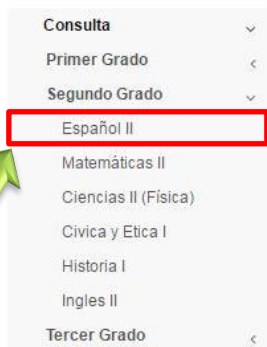 Consulta
Primer Grado
Segundo Grado
Español II
Matemáticas II
Ciencias II (Física)
Civica y Etica I
Historia I
Ingles II
Tercer Grado